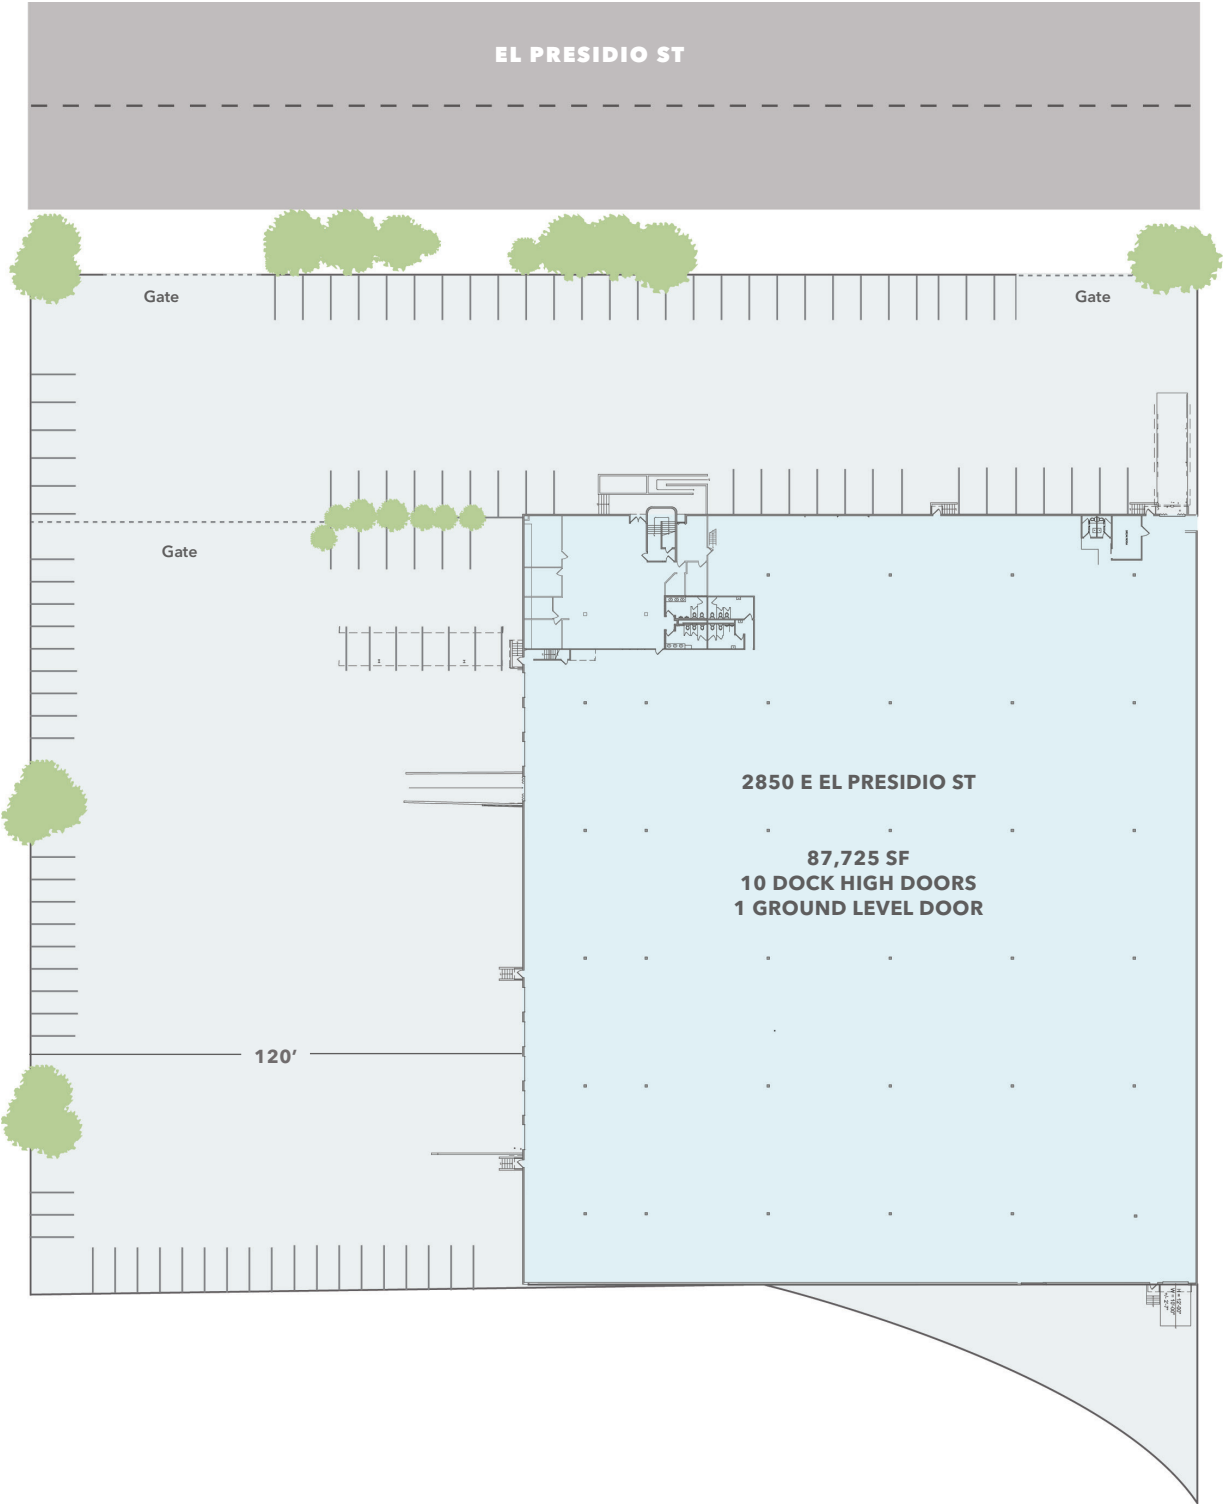 EL PRESIDIO ST
Gate
Gate
Gate
2850 E EL PRESIDIO ST
87,725 SF
10 DOCK HIGH DOORS
1 GROUND LEVEL DOOR
120'